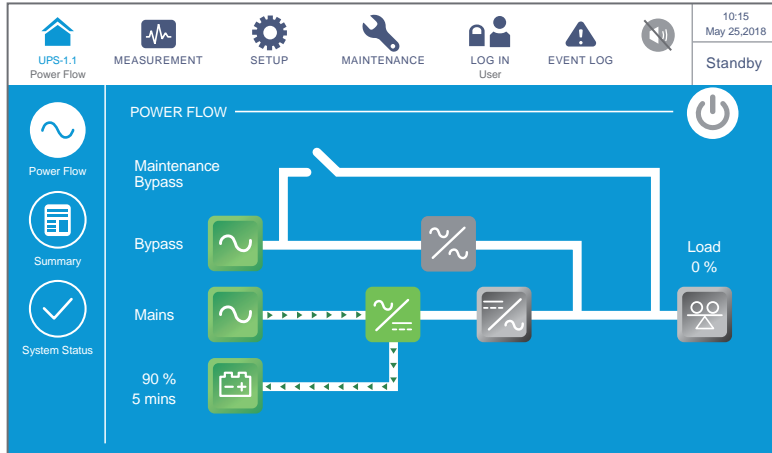 UPS-1.1
Power Flow
MEASUREMENT
SETUP
MAINTENANCE
LOG IN
User
EVENT LOG
10:15
May 25,2018
Standby
Power Flow
Summary
System Status
POWER FLOW
Maintenance
Bypass
Bypass
Mains
90 %
5 mins
Load
0 %